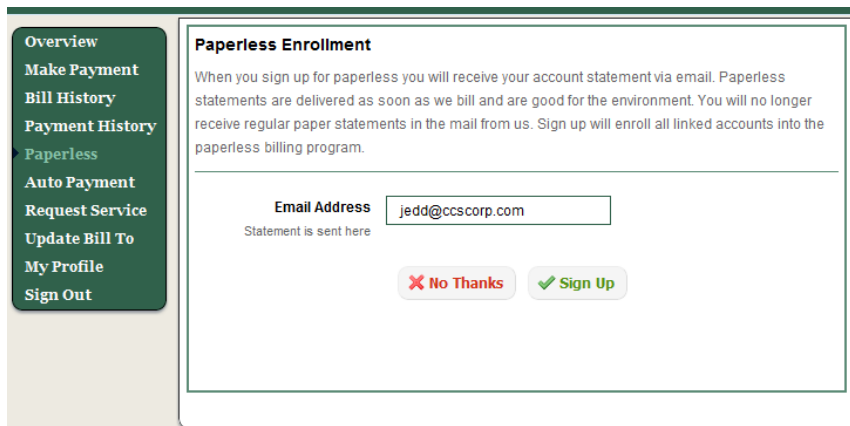 Overview
Make Payment
Bill History
Payment History
Paperless
Auto Payment
Request Service
Update Bill To
My Profile
Sign Out
Paperless Enrollment
When you sign up for paperless you will receive your account statement via email. Paperless
statements are delivered as soon as we bill and are good for the environment. You will no longer
receive regular paper statements in the mail from us. Sign up will enroll all linked accounts into the
paperless billing program.
Email Address jedd@ccscorp.com
Statement is sent here
No Thanks Sign Up